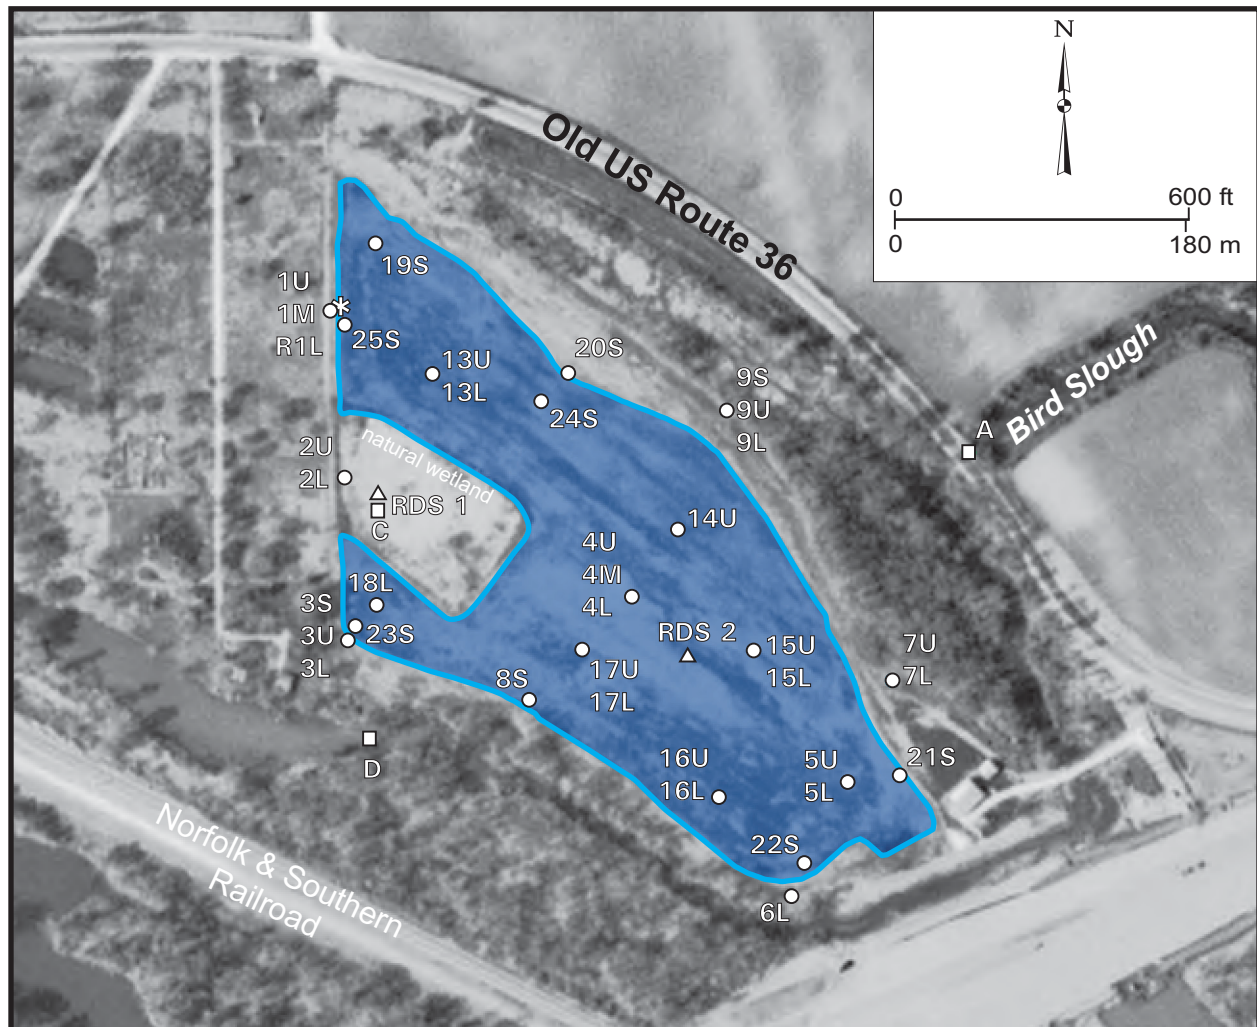 N
0 600 ft
0 180 m
Old US Route 36
Bird Slough
A
19S
1U
1M
R1L
*
25S
13U
13L
20S
24S
9S
9U
9L
2U
2L
natural wetland
RDS 1
C
14U
4U
4M
4L
18L
3S
3U
3L
23S
RDS 2
15U
15L
17U
17L
7U
7L
8S
D
16U
16L
5U
5L
21S
22S
6L
Norfolk & Southern
Railroad